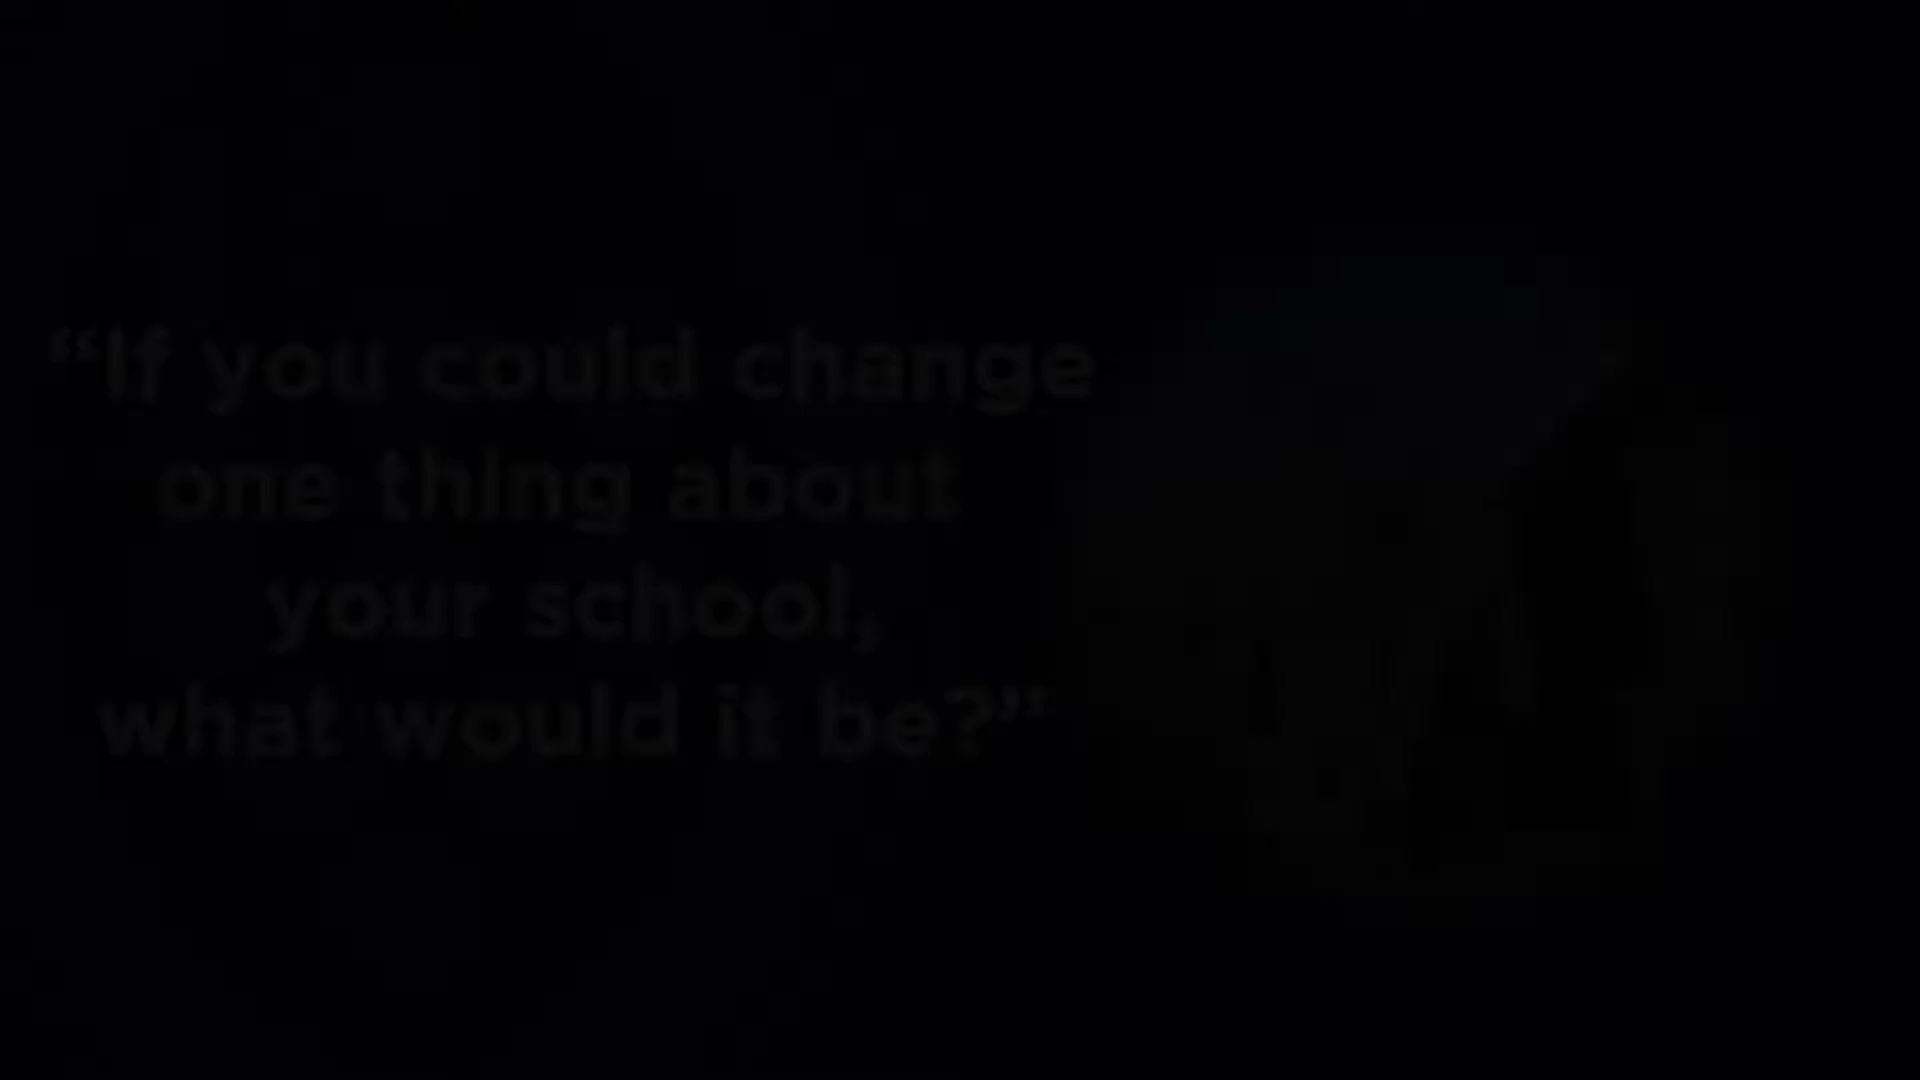 “If you could change
one thing about
your school,
what would it be?”